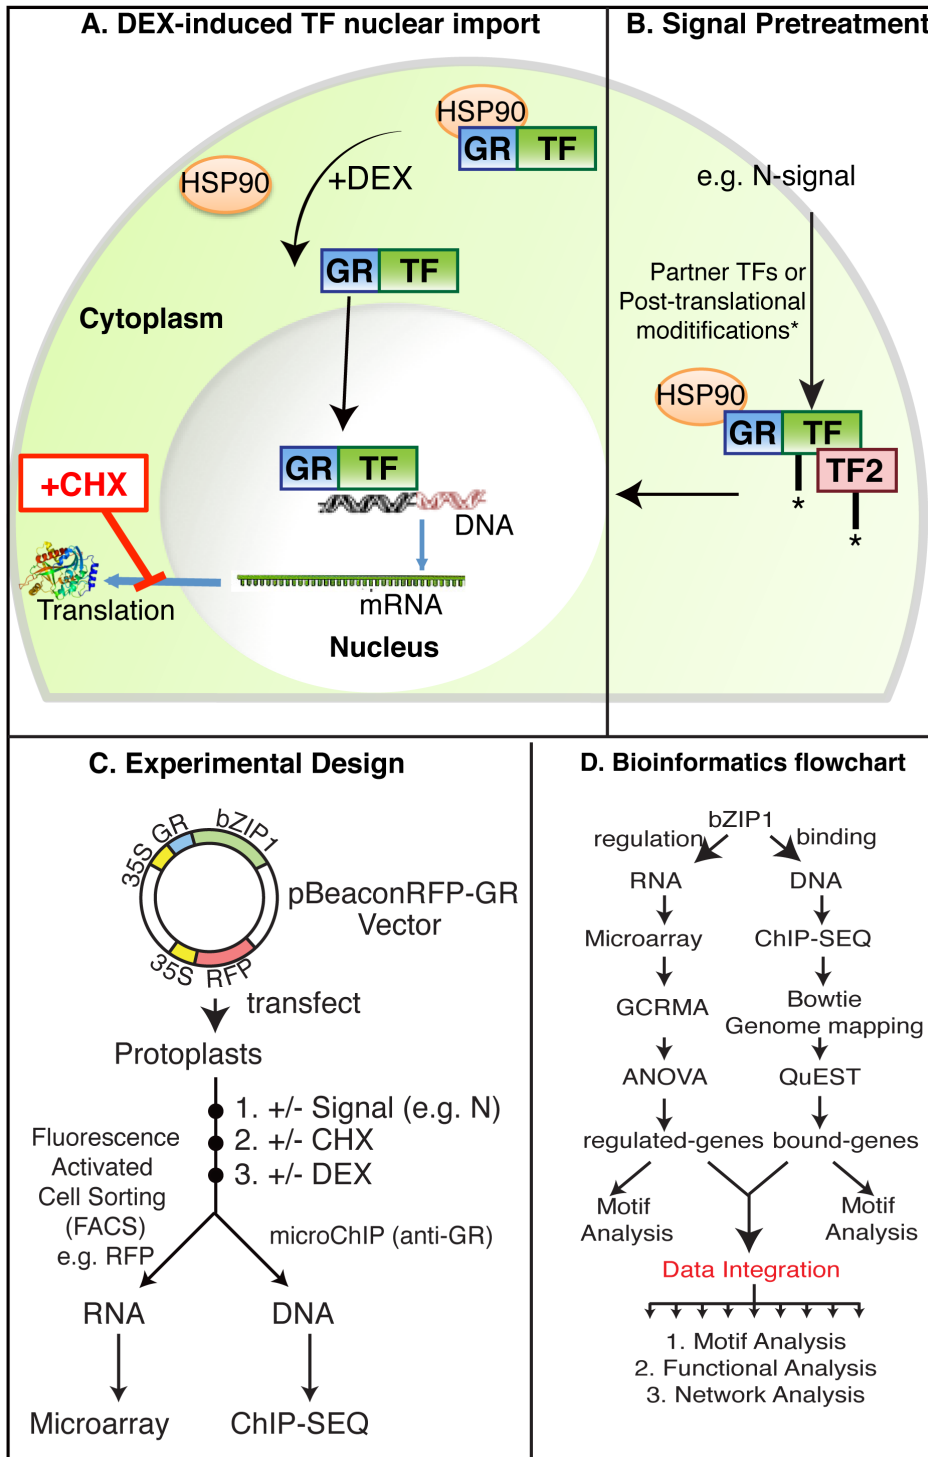 A. DEX-induced TF nuclear import
HSP90
GR TF
HSP90
+DEX
GR TF
Cytoplasm
GR TF
+CHX
DNA
Translation
mRNA
Nucleus
B. Signal Pretreatment
e.g. N-signal
Partner TFs or
Post-translational
moditifications*
HSP90
GR TF
TF2
*
*
C. Experimental Design
35S GR bZIP1
35S RFP
pBeaconRFP-GR
Vector
transfect
Protoplasts
1. +/- Signal (e.g. N)
2. +/- CHX
3. +/- DEX
Fluorescence
Activated
Cell Sorting
(FACS)
e.g. RFP
microChIP (anti-GR)
RNA DNA
Microarray ChIP-SEQ
D. Bioinformatics flowchart
bZIP1
regulation binding
RNA DNA
Microarray ChIP-SEQ
GCRMA
Bowtie
Genome mapping
ANOVA QuEST
regulated-genes bound-genes
Motif
Analysis
Motif
Analysis
Data Integration
1. Motif Analysis
2. Functional Analysis
3. Network Analysis